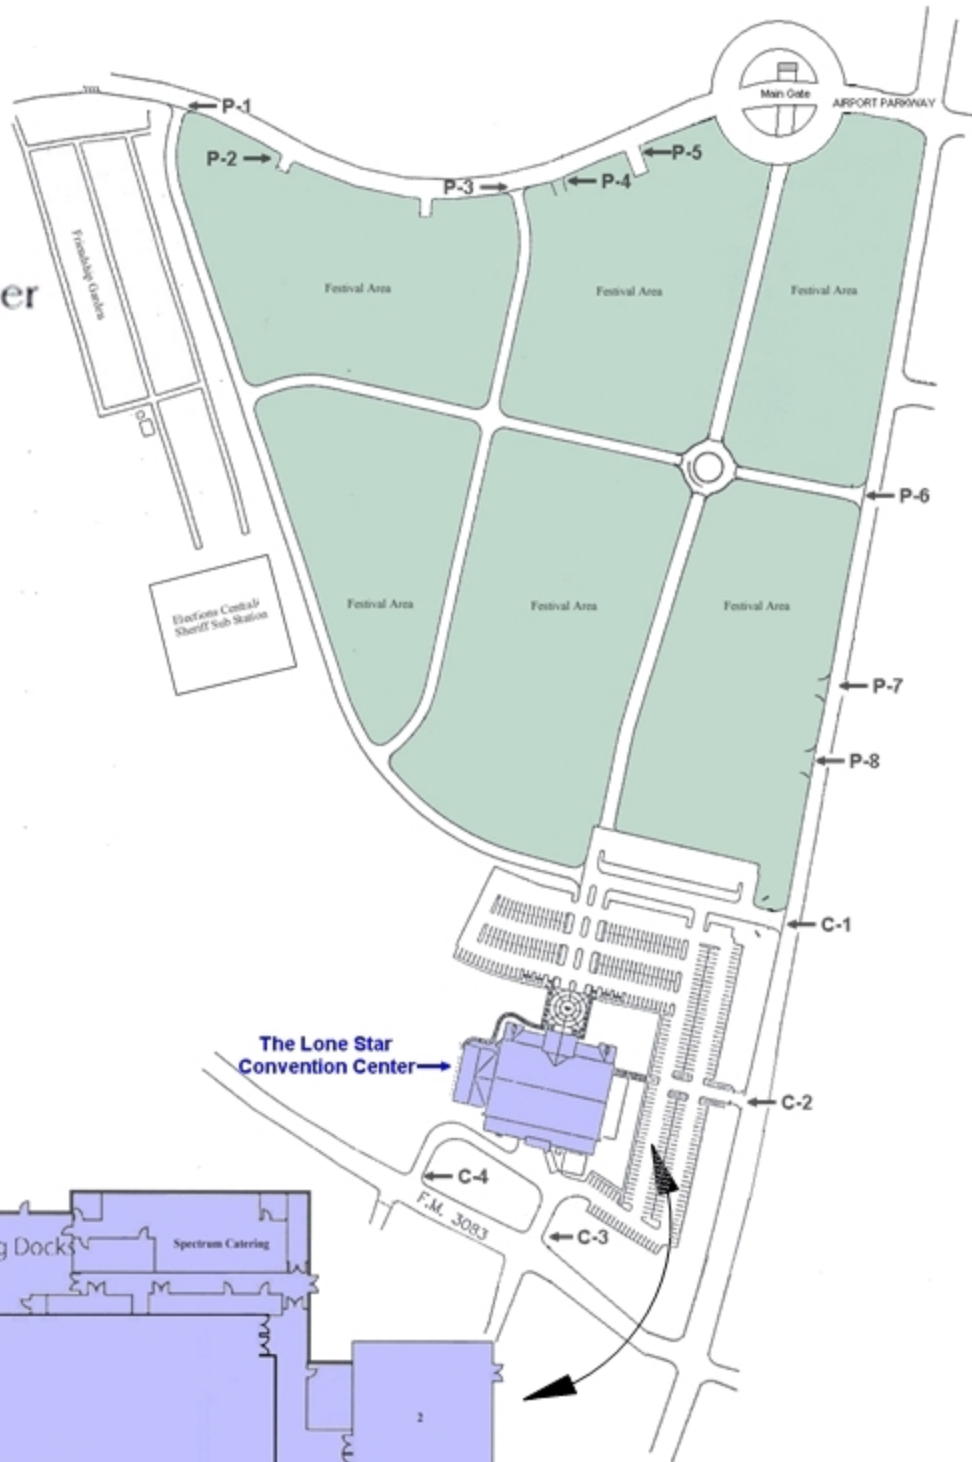 Main Gate
AIRPORT PARKWAY
P-1
P-2
P-5
P-3
P-4
Friendship Garden
er
Festival Area
Festival Area
Festival Area
P-6
Elections Central/
Sheriff Sub Station
Festival Area
Festival Area
Festival Area
P-7
P-8
C-1
The Lone Star
Convention Center
C-2
C-4
F.M. 3083
C-3
g Docks
Spectrum Catering
2